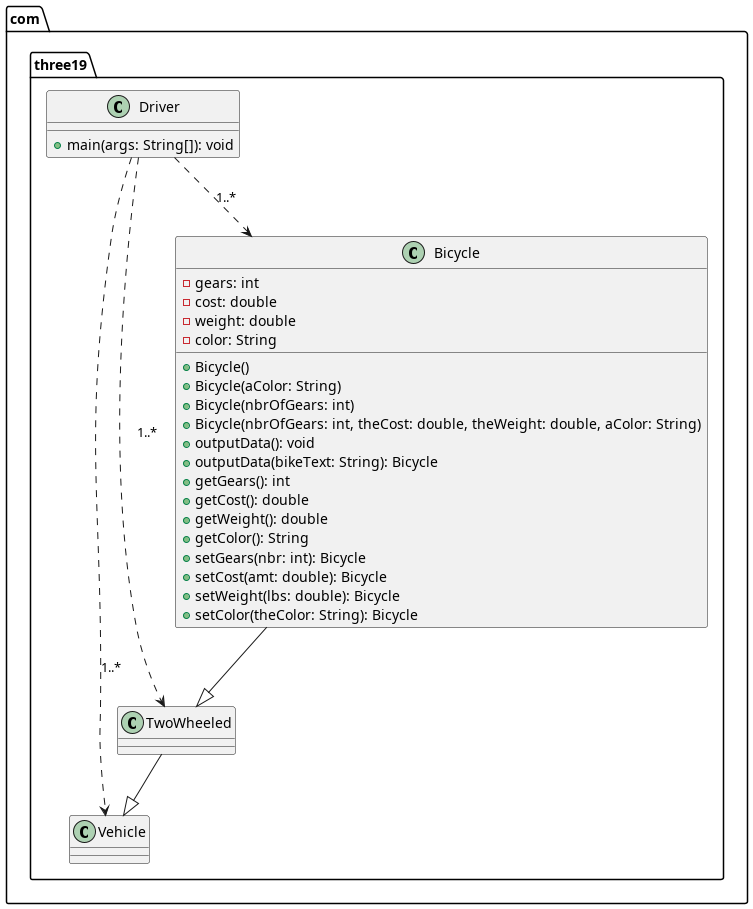 com
three19
C Driver
main(args: String[]): void
1..*
C Bicycle
gears: int
cost: double
weight: double
color: String
Bicycle()
Bicycle(aColor: String)
Bicycle(nbrOfGears: int)
Bicycle(nbrOfGears: int, theCost: double, theWeight: double, aColor: String)
outputData(): void
outputData(bikeText: String): Bicycle
getGears(): int
getCost(): double
getWeight(): double
getColor(): String
setGears(nbr: int): Bicycle
setCost(amt: double): Bicycle
setWeight(lbs: double): Bicycle
setColor(theColor: String): Bicycle
1..*
1..*
C TwoWheeled
C Vehicle